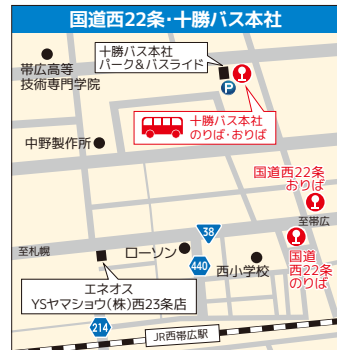 国道西22条・十勝バス本社
十勝バス本社
パーク&バスライド
帯広高等
技術専門学院
P
十勝バス本社
のりば・おりば
中野製作所
国道西22条
おりば
至帯広
38
至札幌
ローソン
440
西小学校
国道
西22条
のりば
エネオス
YSヤマショウ(株)西23条店
214
JR西帯広駅